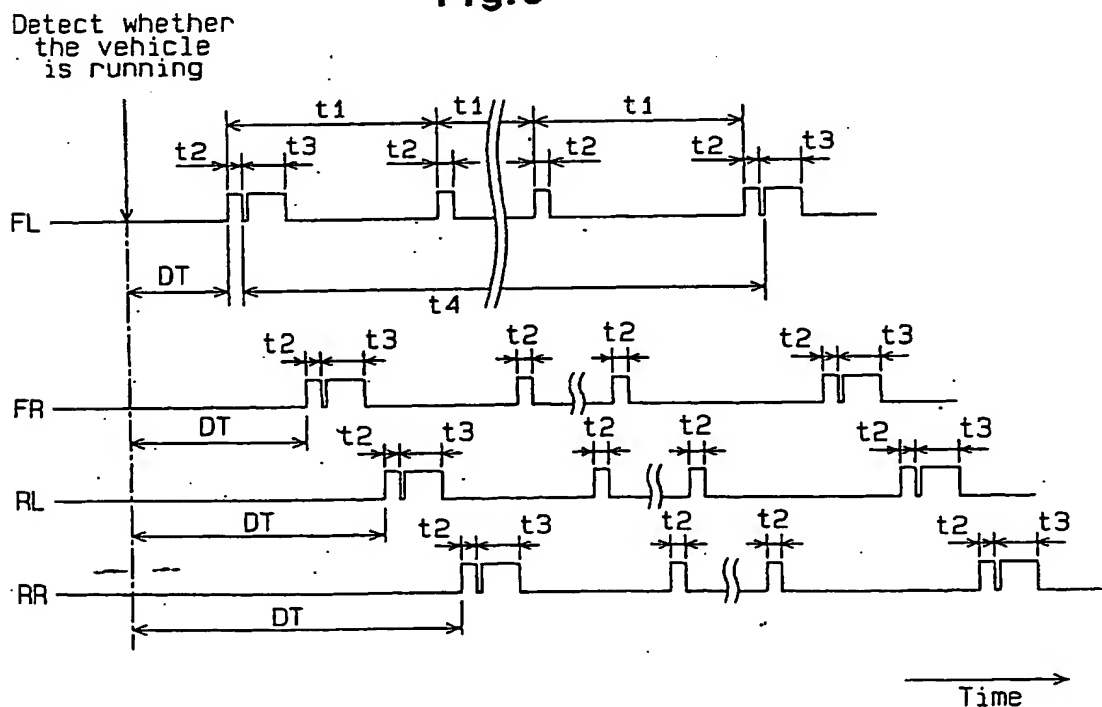 Detect whether
the vehicle
is running
t1 t1 t1
t2 t3 t2 t2 t2 t3
FL
DT
t4
t2 t3 t2 t2 t2 t3
FR
DT
t2 t3 t2 t2 t2 t3
RL
DT
t2 t3 t2 t2 t2 t3
RR
DT
Time